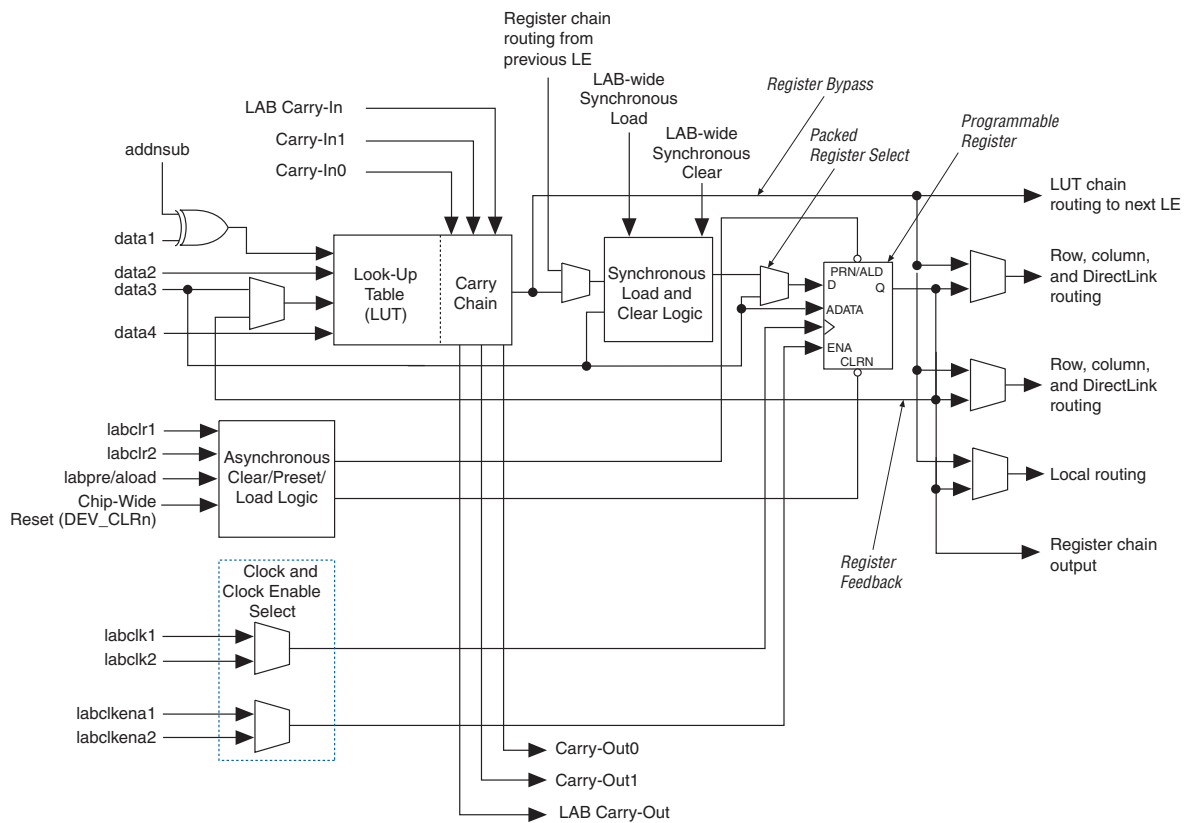 Register chain
routing from
previous LE
LAB-wide
Synchronous
Load
LAB-wide
Synchronous
Clear
Register Bypass
Packed
Register Select
Programmable
Register
LAB Carry-In
Carry-In1
Carry-In0
addnsub
data1
data2
data3
data4
Look-Up
Table
(LUT)
Carry
Chain
Synchronous
Load and
Clear Logic
PRN/ALD
D
Q
ADATA
ENA
CLRN
LUT chain
routing to next LE
Row, column,
and DirectLink
routing
Row, column,
and DirectLink
routing
Local routing
Register chain
output
Register
Feedback
labclr1
labclr2
labpre/aload
Chip-Wide
Reset (DEV_CLRn)
Asynchronous
Clear/Preset/
Load Logic
Clock and
Clock Enable
Select
labclk1
labclk2
labclkena1
labclkena2
Carry-Out0
Carry-Out1
LAB Carry-Out